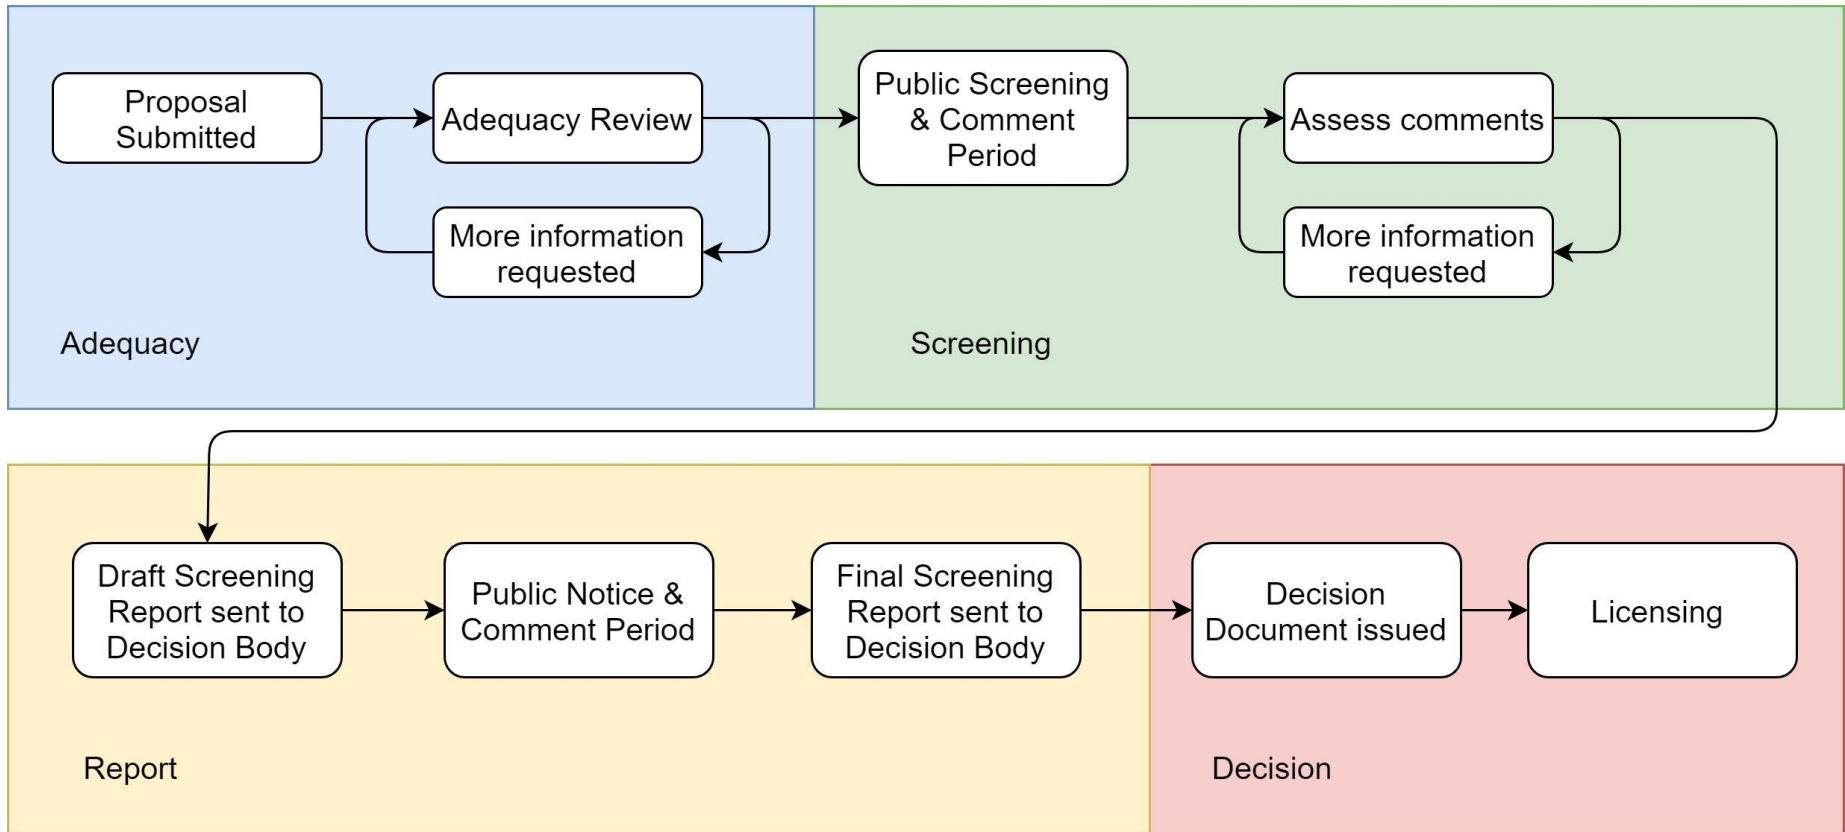 Proposal
Submitted
Adequacy Review
More information
requested
Adequacy
Public Screening
& Comment
Period
Assess comments
More information
requested
Screening
Draft Screening
Report sent to
Decision Body
Public Notice &
Comment Period
Final Screening
Report sent to
Decision Body
Report
Decision
Document issued
Licensing
Decision